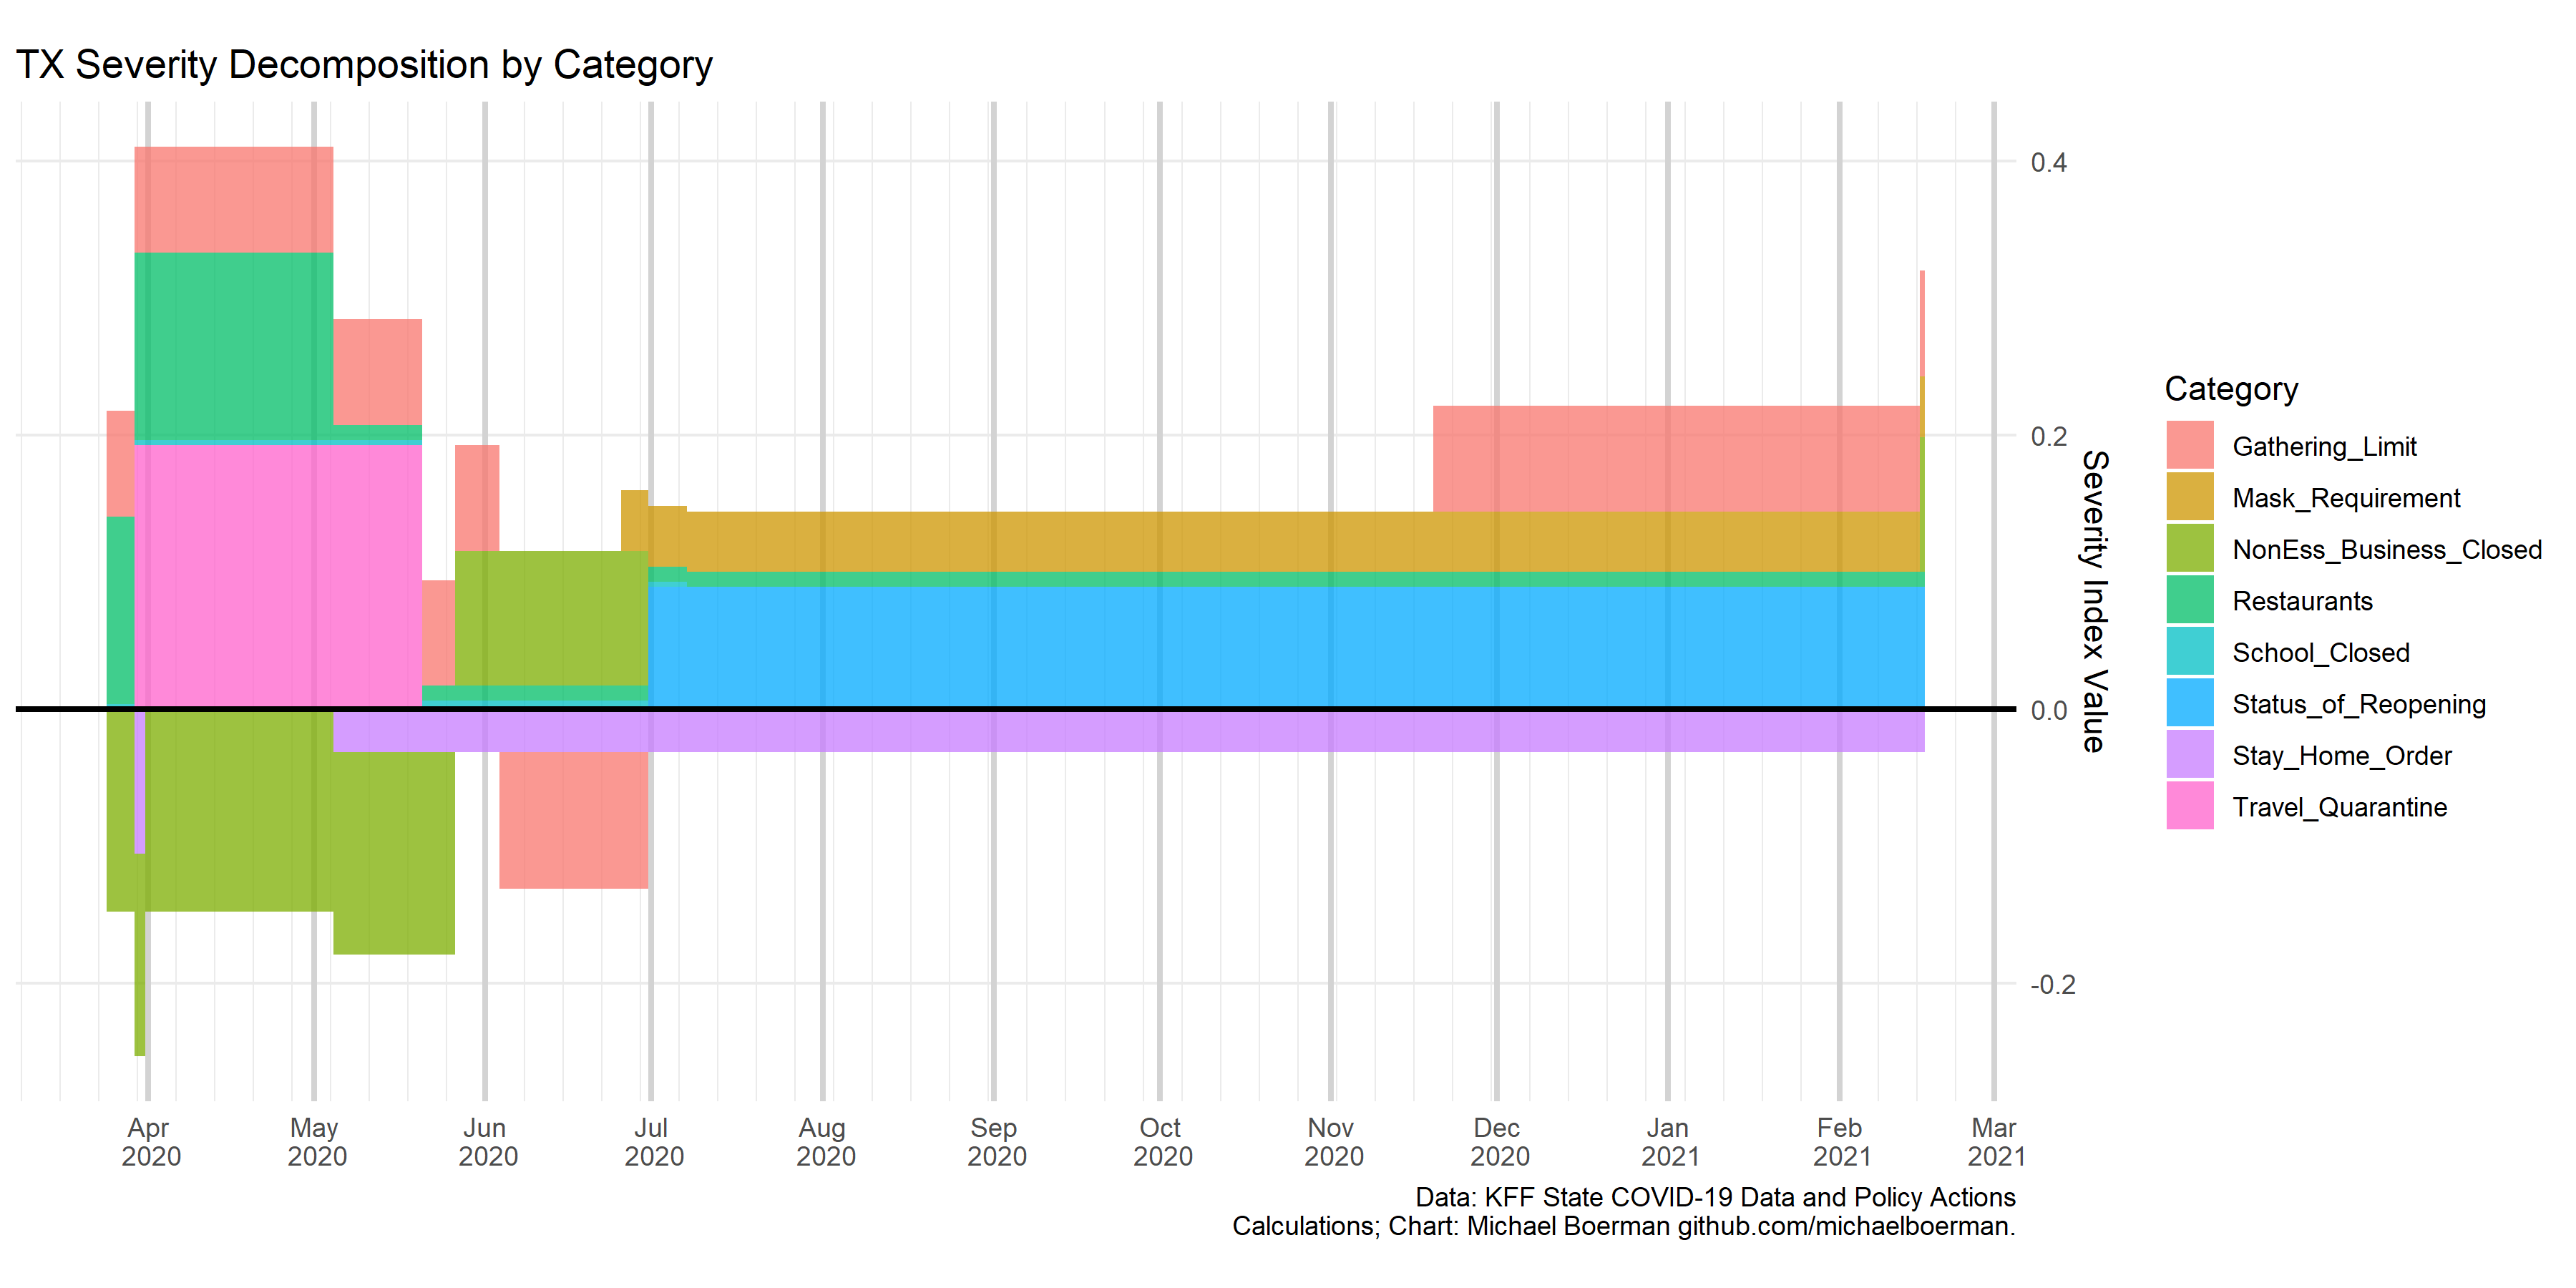 TX Severity Decomposition by Category
0.4
0.2
0.0
-0.2
Severity Index Value
Category
Gathering_Limit
Mask_Requirement
NonEss_Business_Closed
Restaurants
School_Closed
Status_of_Reopening
Stay_Home_Order
Travel_Quarantine
Apr May Jun Jul Aug Sep Oct Nov Dec Jan Feb Mar
2020 2020 2020 2020 2020 2020 2020 2020 2020 2021 2021 2021
Data: KFF State COVID-19 Data and Policy Actions
Calculations; Chart: Michael Boerman github.com/michaelboerman.